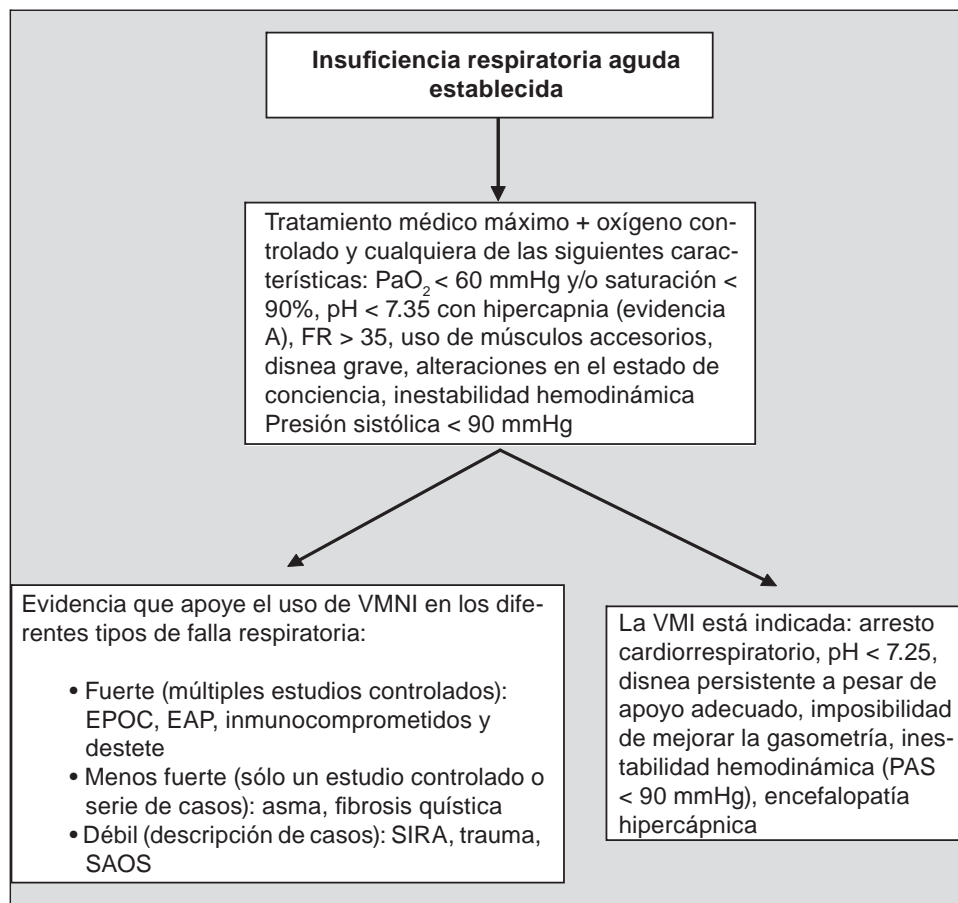 Insuficiencia respiratoria aguda
establecida
Tratamiento médico máximo + oxígeno con-
trolado y cualquiera de las siguientes carac-
terísticas: PaO2 < 60 mmHg y/o saturación <
90%, pH < 7.35 con hipercapnia (evidencia
A), FR > 35, uso de músculos accesorios,
disnea grave, alteraciones en el estado de
conciencia, inestabilidad hemodinámica
Presión sistólica < 90 mmHg
Evidencia que apoye el uso de VMNI en los dife-
rentes tipos de falla respiratoria:
• Fuerte (múltiples estudios controlados):
EPOC, EAP, inmunocomprometidos y
destete
• Menos fuerte (sólo un estudio controlado o
serie de casos): asma, fibrosis quística
• Débil (descripción de casos): SIRA, trauma,
SAOS
La VMI está indicada: arresto
cardiorrespiratorio, pH < 7.25,
disnea persistente a pesar de
apoyo adecuado, imposibilidad
de mejorar la gasometría, ines-
tabilidad hemodinámica (PAS
< 90 mmHg), encefalopatía
hipercápnica